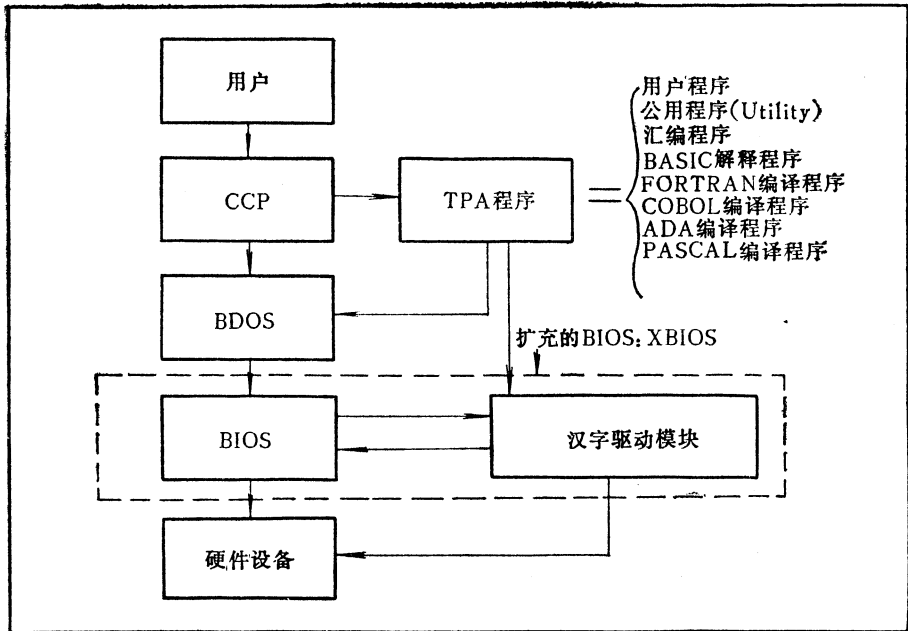 用户
CCP
TPA程序
用户程序
公用程序(Utility)
汇编程序
BASIC解释程序
FORTRAN编译程序
COBOL编译程序
ADA编译程序
PASCAL编译程序
BDOS
扩充的BIOS: XBIOS
BIOS
汉字驱动模块
硬件设备